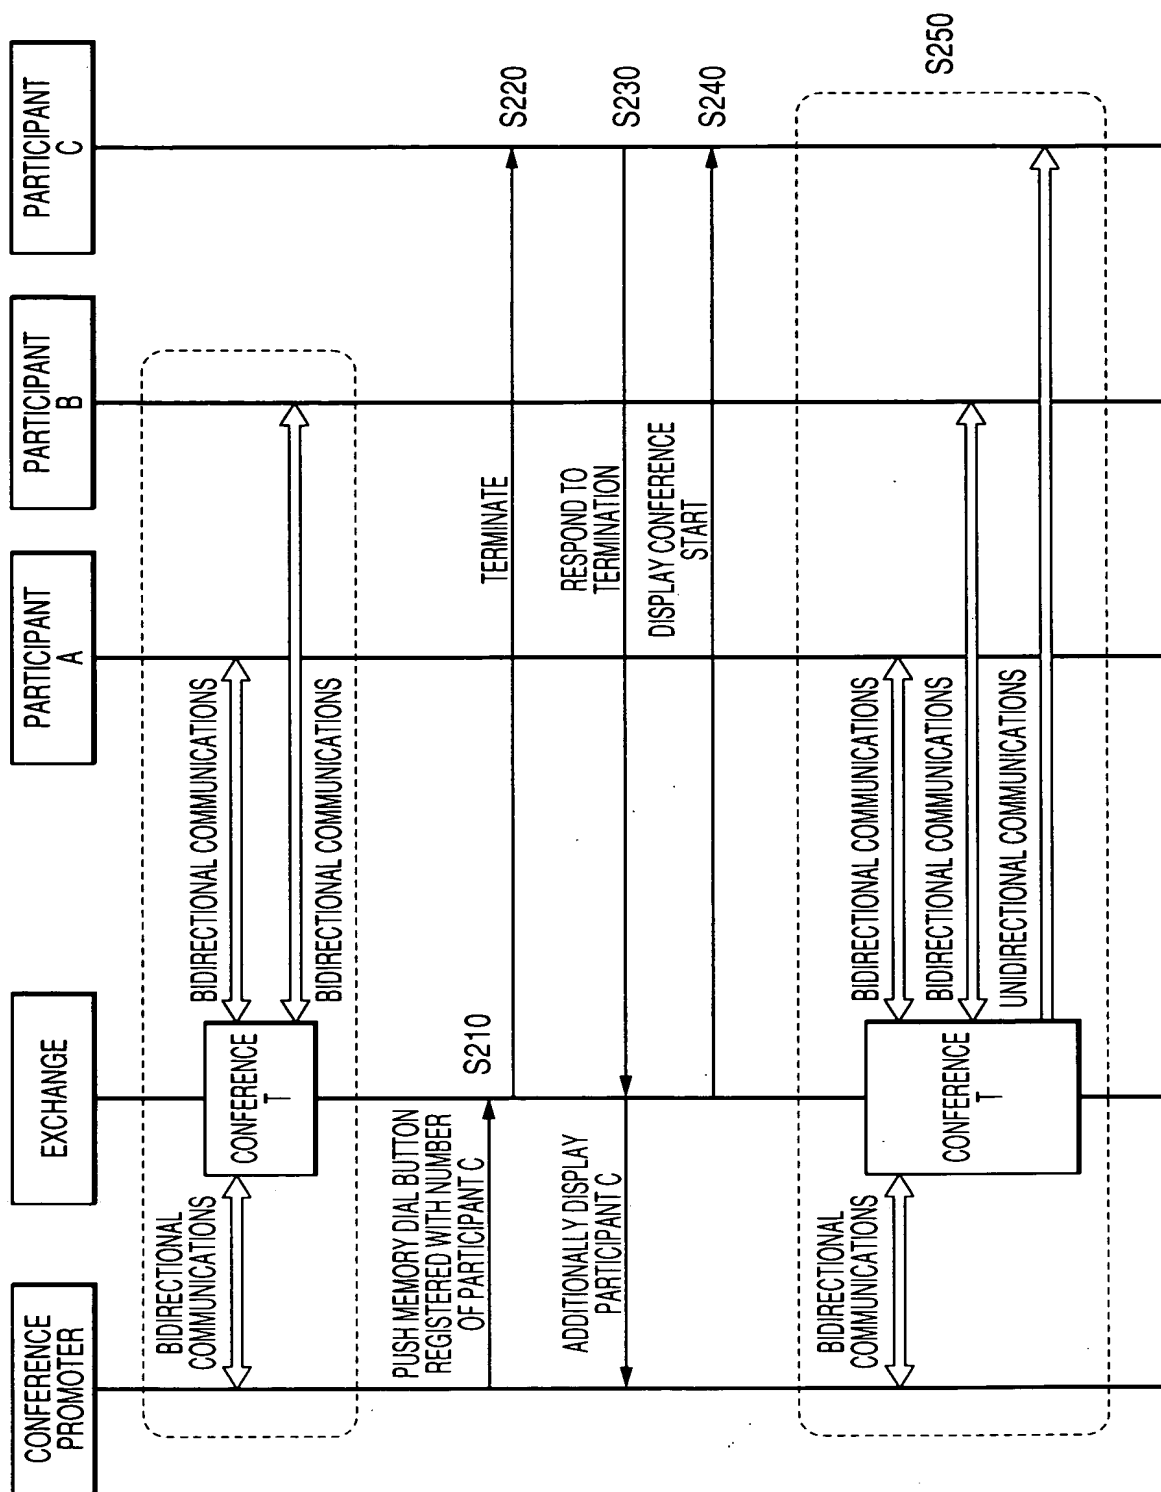 CONFERENCE
PROMOTER
EXCHANGE
PARTICIPANT
A
PARTICIPANT
B
PARTICIPANT
C
BIDIRECTIONAL
COMMUNICATIONS
CONFERENCE
T
BIDIRECTIONAL COMMUNICATIONS
BIDIRECTIONAL COMMUNICATIONS
PUSH MEMORY DIAL BUTTON
REGISTERED WITH NUMBER
OF PARTICIPANT C
S210
TERMINATE
S220
RESPOND TO
TERMINATION
S230
ADDITIONALLY DISPLAY
PARTICIPANT C
DISPLAY CONFERENCE
START
S240
BIDIRECTIONAL
COMMUNICATIONS
CONFERENCE
T
BIDIRECTIONAL COMMUNICATIONS
BIDIRECTIONAL COMMUNICATIONS
UNIDIRECTIONAL COMMUNICATIONS
S250